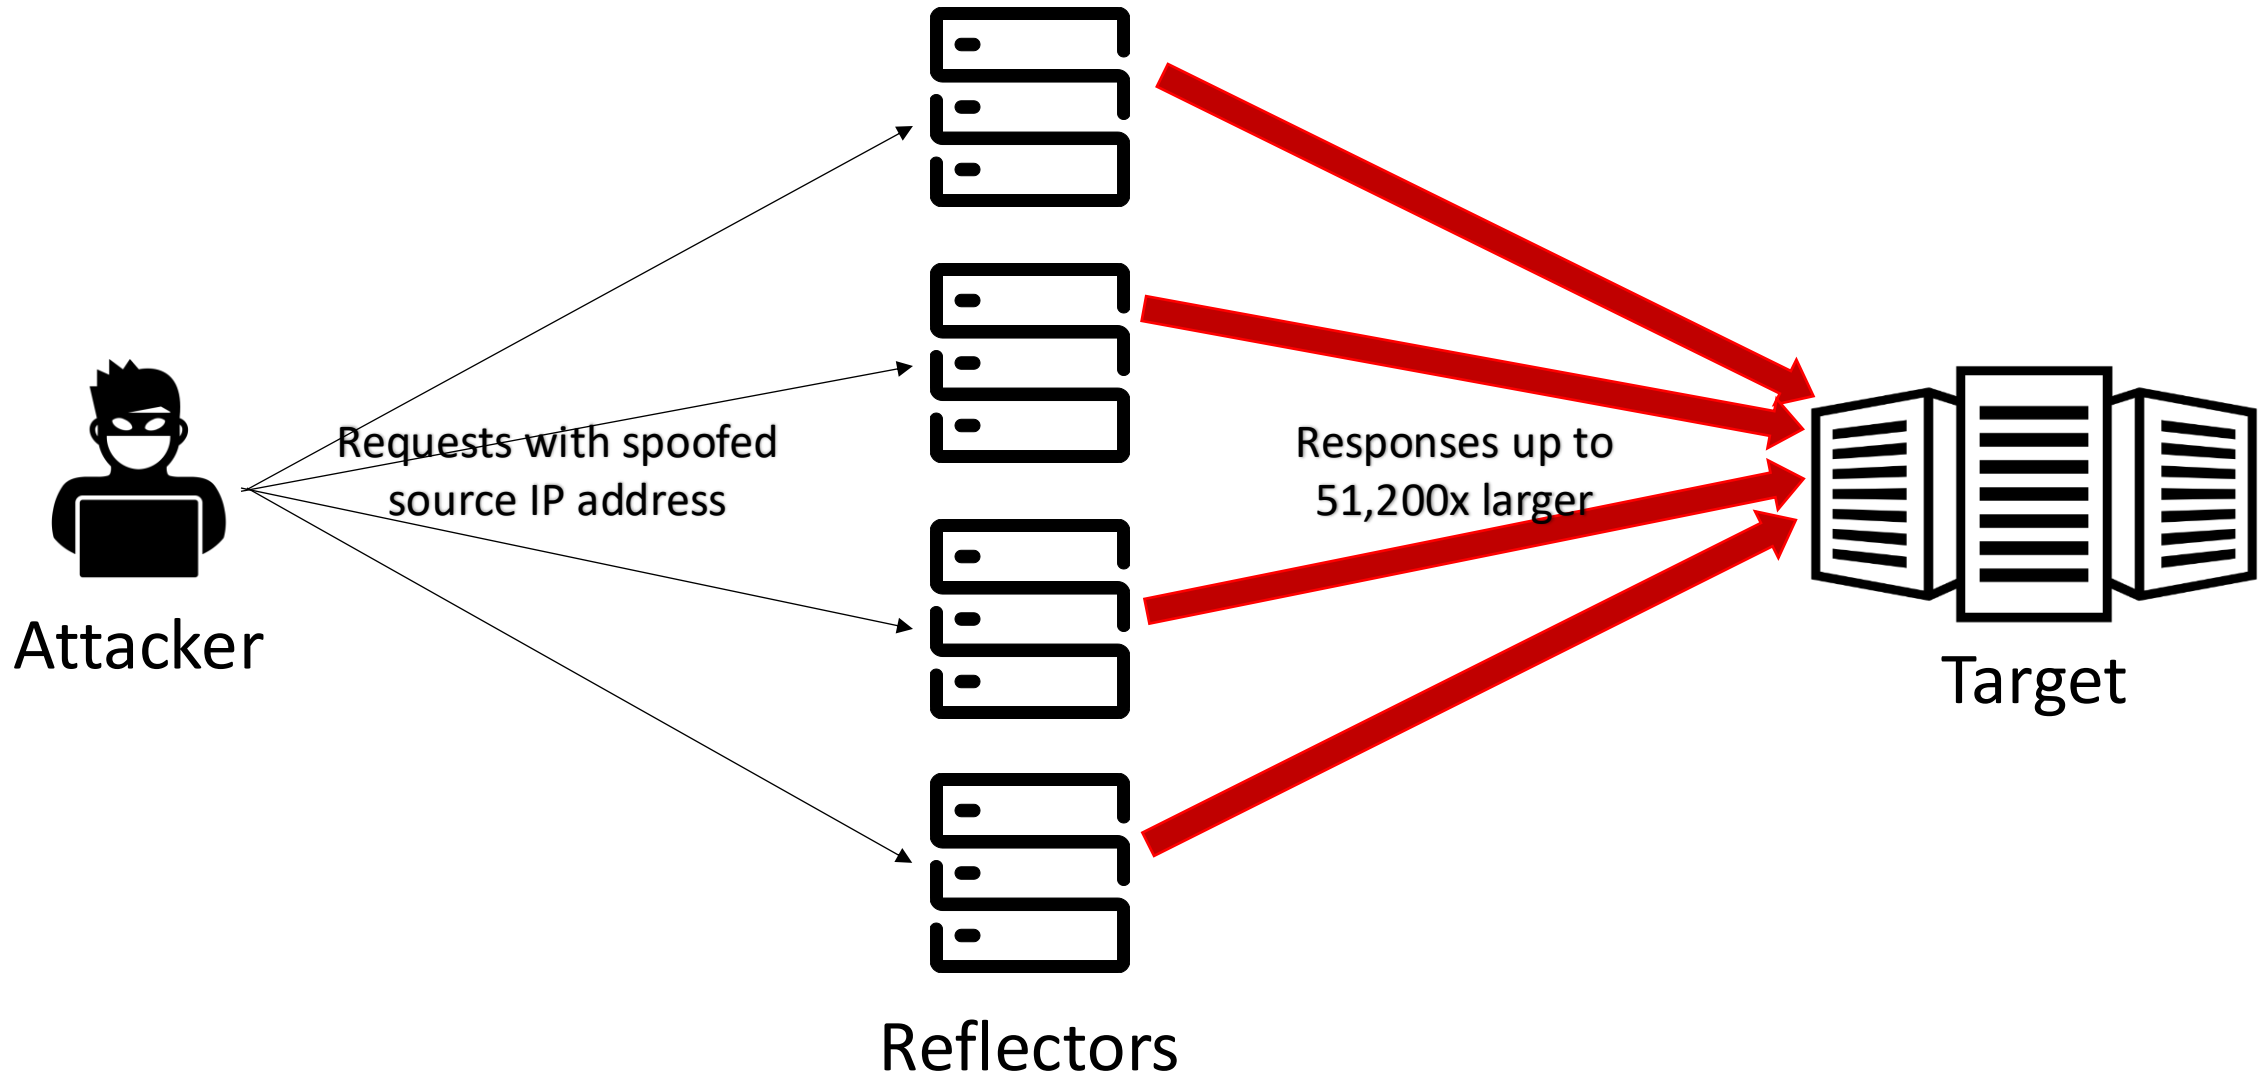 Requests with spoofed
source IP address
Responses up to
51,200x larger
Attacker
Target
Reflectors